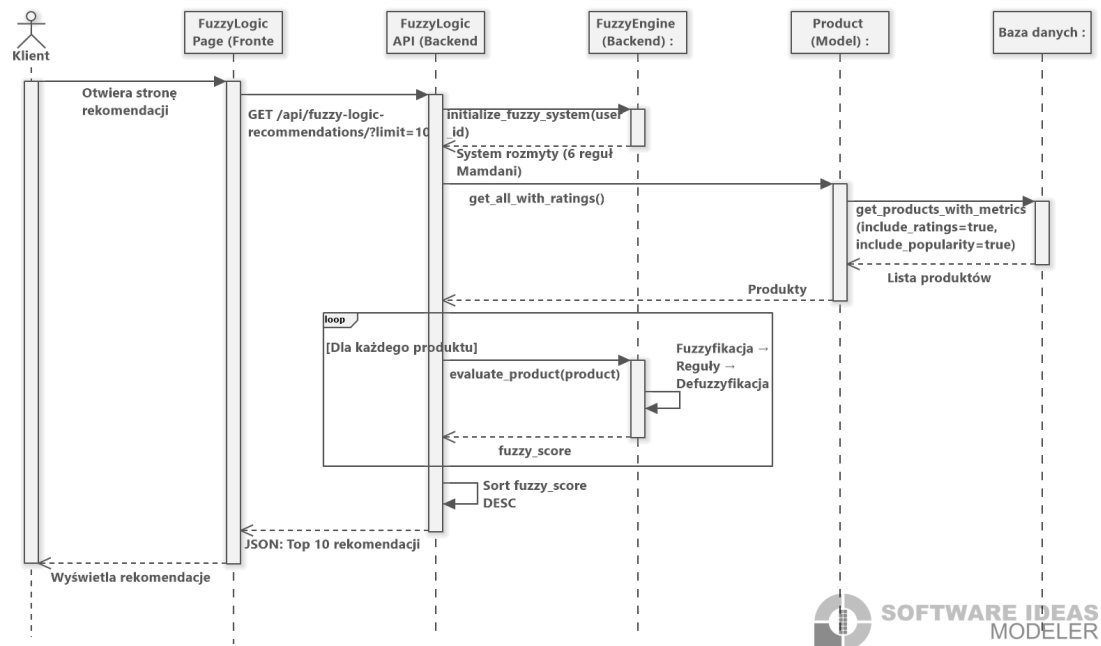 Klient
FuzzyLogic
Page (Fronte
FuzzyLogic
API (Backend
FuzzyEngine
(Backend) :
Product
(Model) :
Baza danych :
Otwiera stronę
rekomendacji
GET /api/fuzzy-logic-
recommendations/?limit=10
initialize_fuzzy_system(user
_id)
System rozmyty (6 reguł
Mamdani)
get_all_with_ratings()
get_products_with_metrics
(include_ratings=true,
include_popularity=true)
Lista produktów
Produkty
loop
[Dla każdego produktu]
evaluate_product(product)
Fuzzyfikacja →
Reguły →
Defuzzyfikacja
fuzzy_score
Sort fuzzy_score
DESC
JSON: Top 10 rekomendacji
Wyświetla rekomendacje
SOFTWARE IDEAS
MODELER